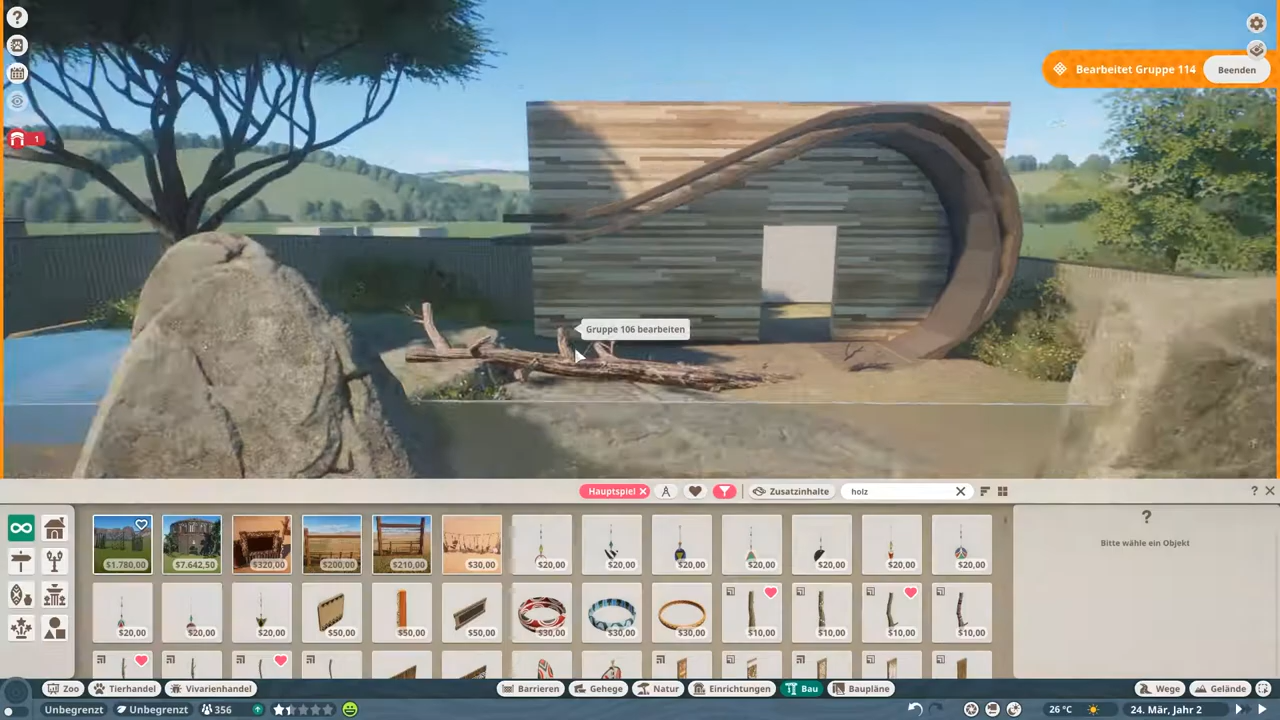 ?
Bearbeitet Gruppe 114
Beenden
1
Gruppe 106 bearbeiten
Hauptspiel ×
Zusatzinhalte
holz
? ×
$1.780,00 $7.642,50 $320,00 $200,00 $210,00 $30,00 $20,00 $20,00 $20,00 $20,00 $20,00 $20,00 $20,00
?
Bitte wähle ein Objekt
$20,00 $20,00 $20,00 $50,00 $50,00 $50,00 $30,00 $30,00 $30,00 $10,00 $10,00 $10,00 $10,00
Zoo Tierhandel Vivarienhandel Barrieren Gehege Natur Einrichtungen Bau Baupläne Wege Gelände
Unbegrenzt Unbegrenzt 356 26 °C 24. Mär, Jahr 2